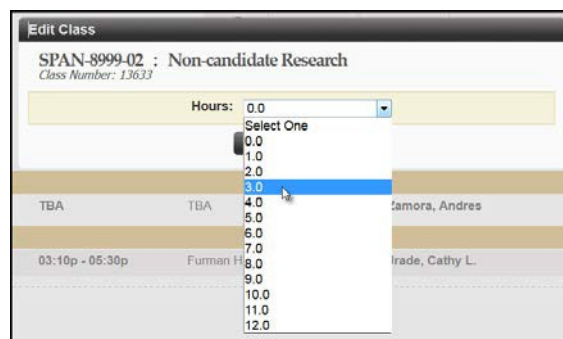 Edit Class
SPAN-8999-02 : Non-candidate Research
Class Number: 13633
Hours: 0.0
Select One
0.0
1.0
2.0
3.0
TBA TBA 4.0 Zamora, Andres
5.0
6.0
7.0
03:10p - 05:30p Furman H 8.0 Jrade, Cathy L.
9.0
10.0
11.0
12.0